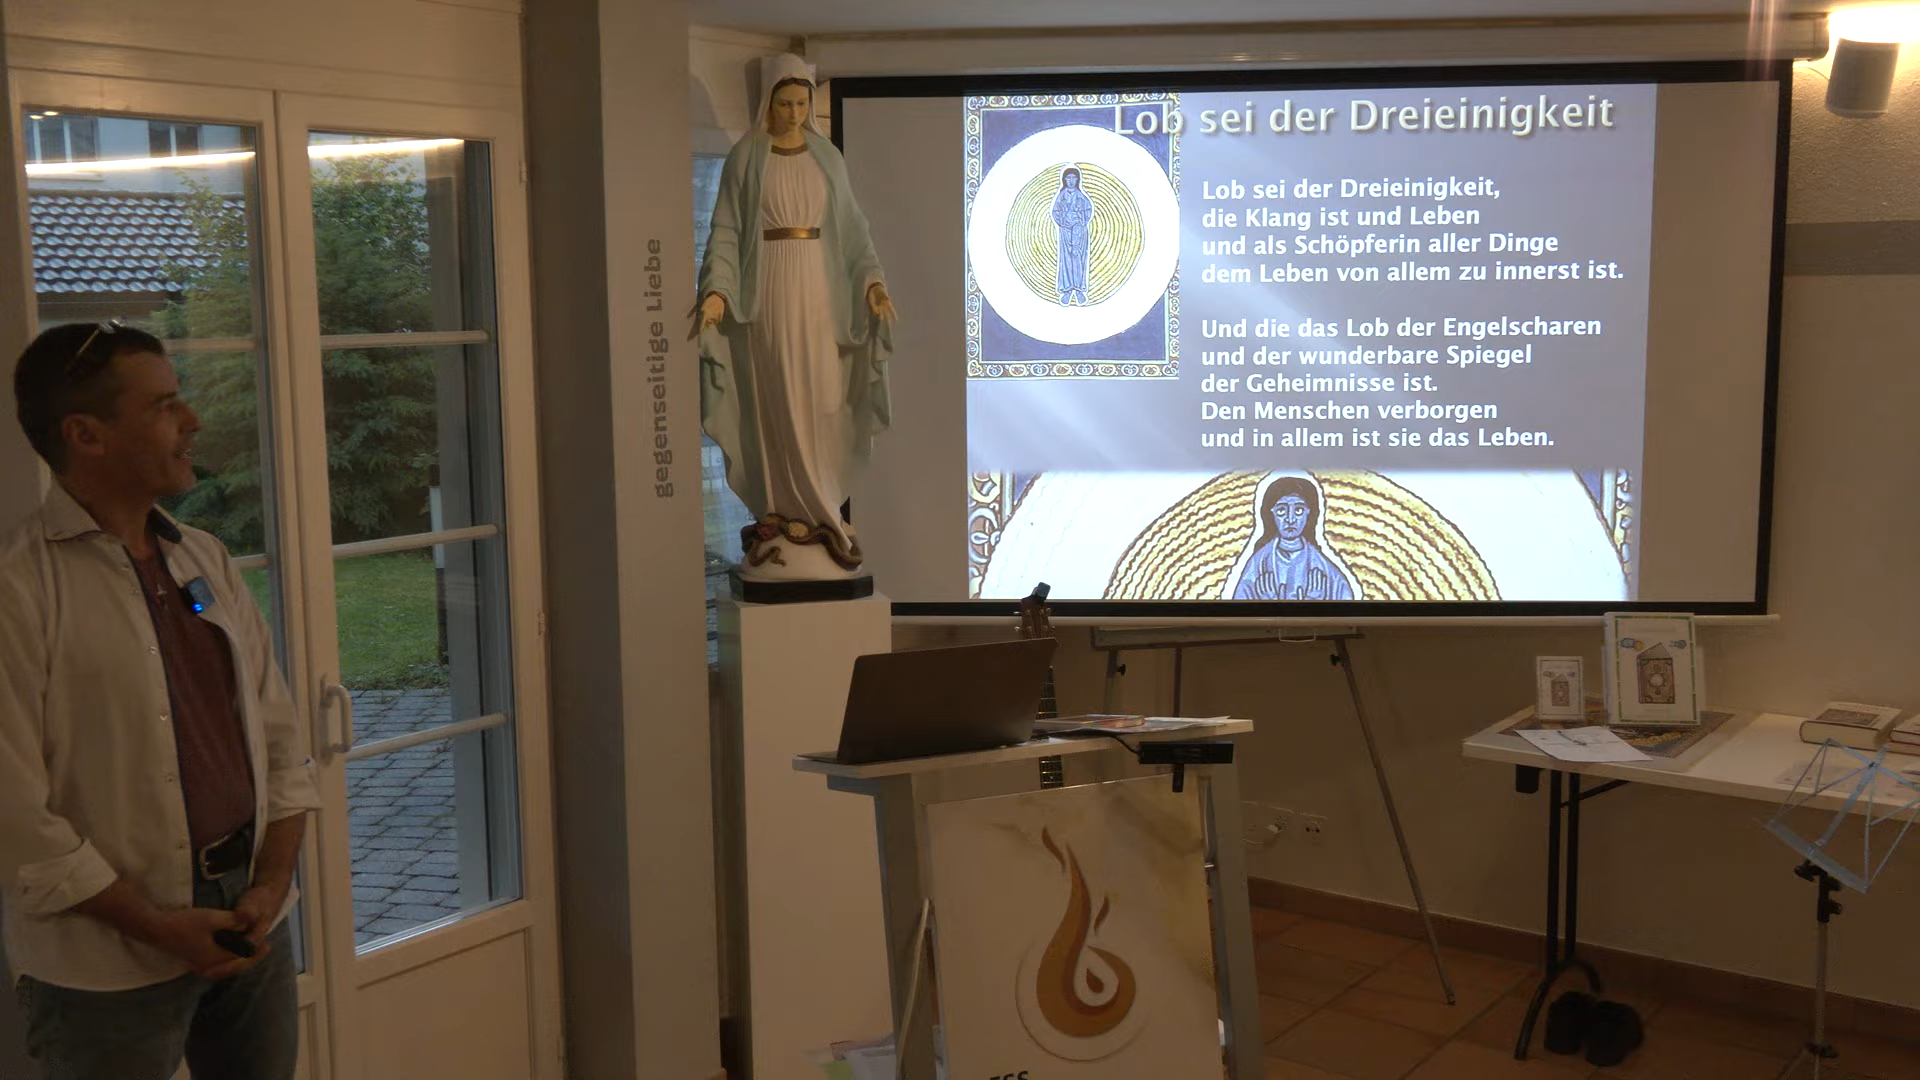 gegenseitige Liebe
Lob sei der Dreieinigkeit
Lob sei der Dreieinigkeit,
die Klang ist und Leben
und als Schöpferin aller Dinge
dem Leben von allem zu innerst ist.
Und die das Lob der Engelscharen
und der wunderbare Spiegel
der Geheimnisse ist.
Den Menschen verborgen
und in allem ist sie das Leben.